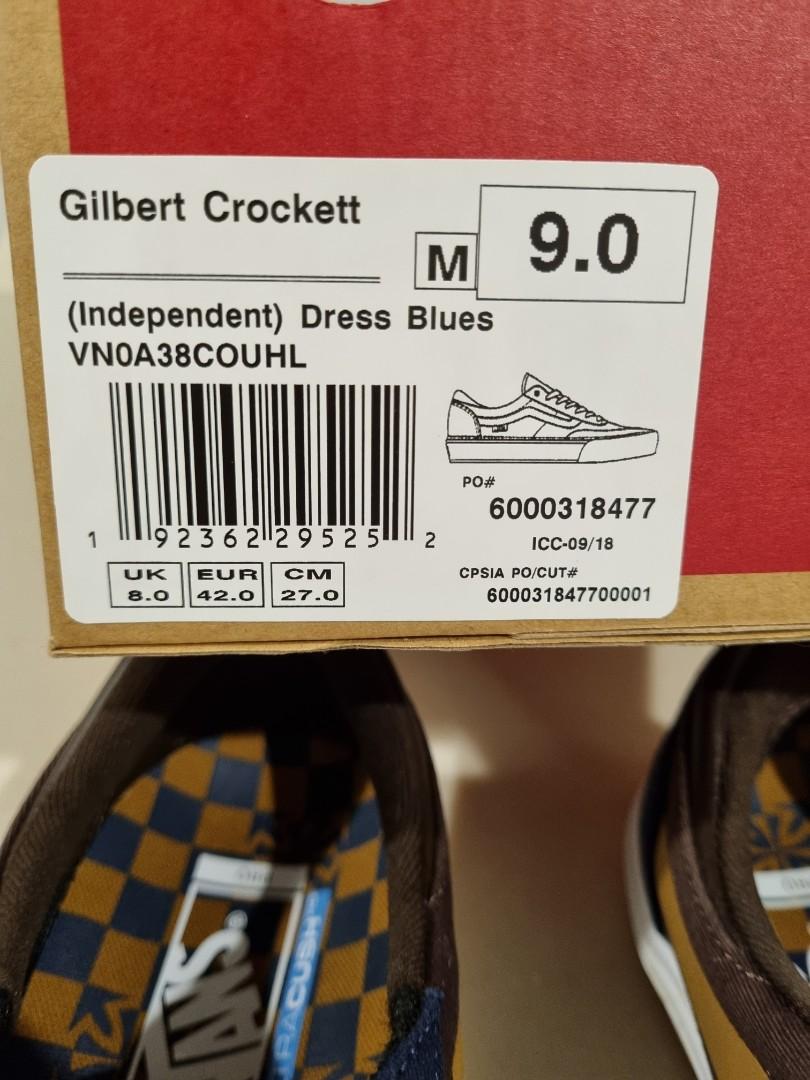 Gilbert Crockett
M
9.0
(Independent) Dress Blues
VN0A38COUHL
1 92362 29525 2
PO#
6000318477
ICC-09/18
UK
8.0
EUR
42.0
CM
27.0
CPSIA PO/CUT#
600031847700001
VANS